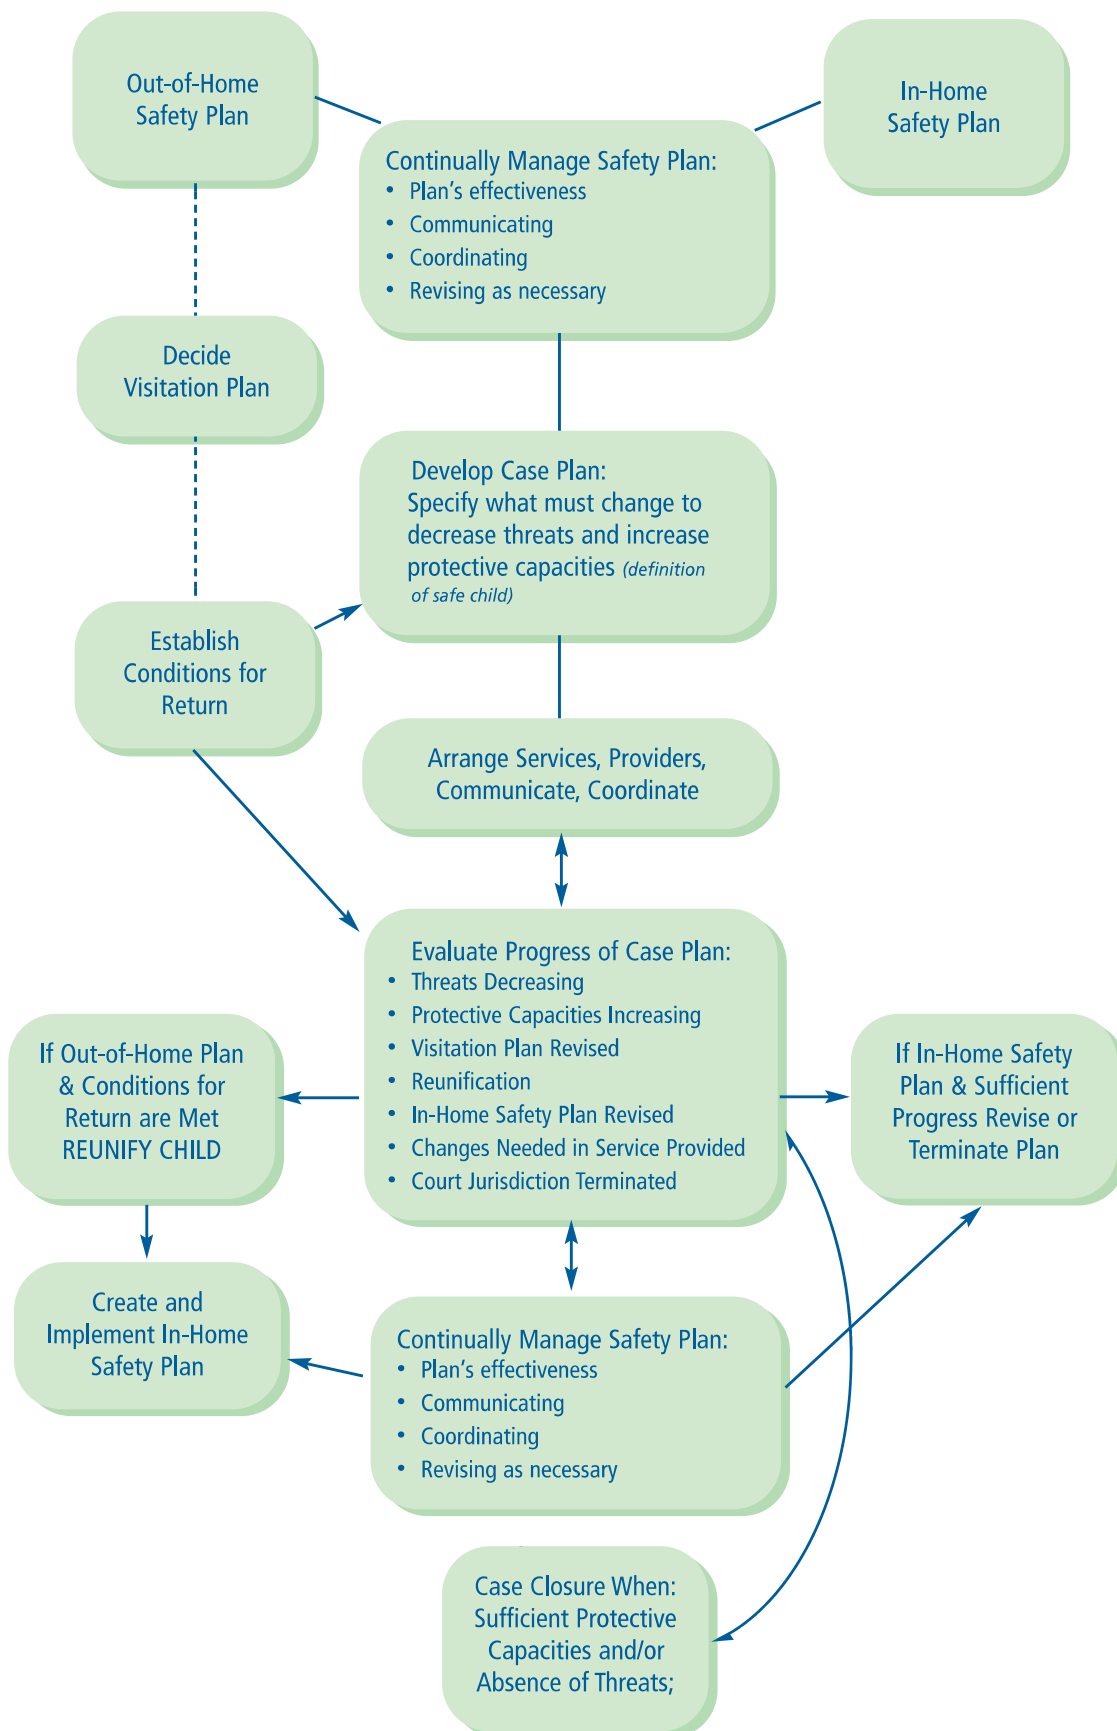 Out-of-Home
Safety Plan
In-Home
Safety Plan
Continually Manage Safety Plan:
• Plan's effectiveness
• Communicating
• Coordinating
• Revising as necessary
Decide
Visitation Plan
Develop Case Plan:
Specify what must change to
decrease threats and increase
protective capacities (definition
of safe child)
Establish
Conditions for
Return
Arrange Services, Providers,
Communicate, Coordinate
Evaluate Progress of Case Plan:
• Threats Decreasing
• Protective Capacities Increasing
• Visitation Plan Revised
• Reunification
• In-Home Safety Plan Revised
• Changes Needed in Service Provided
• Court Jurisdiction Terminated
If Out-of-Home Plan
& Conditions for
Return are Met
REUNIFY CHILD
If In-Home Safety
Plan & Sufficient
Progress Revise or
Terminate Plan
Create and
Implement In-Home
Safety Plan
Continually Manage Safety Plan:
• Plan's effectiveness
• Communicating
• Coordinating
• Revising as necessary
Case Closure When:
Sufficient Protective
Capacities and/or
Absence of Threats;